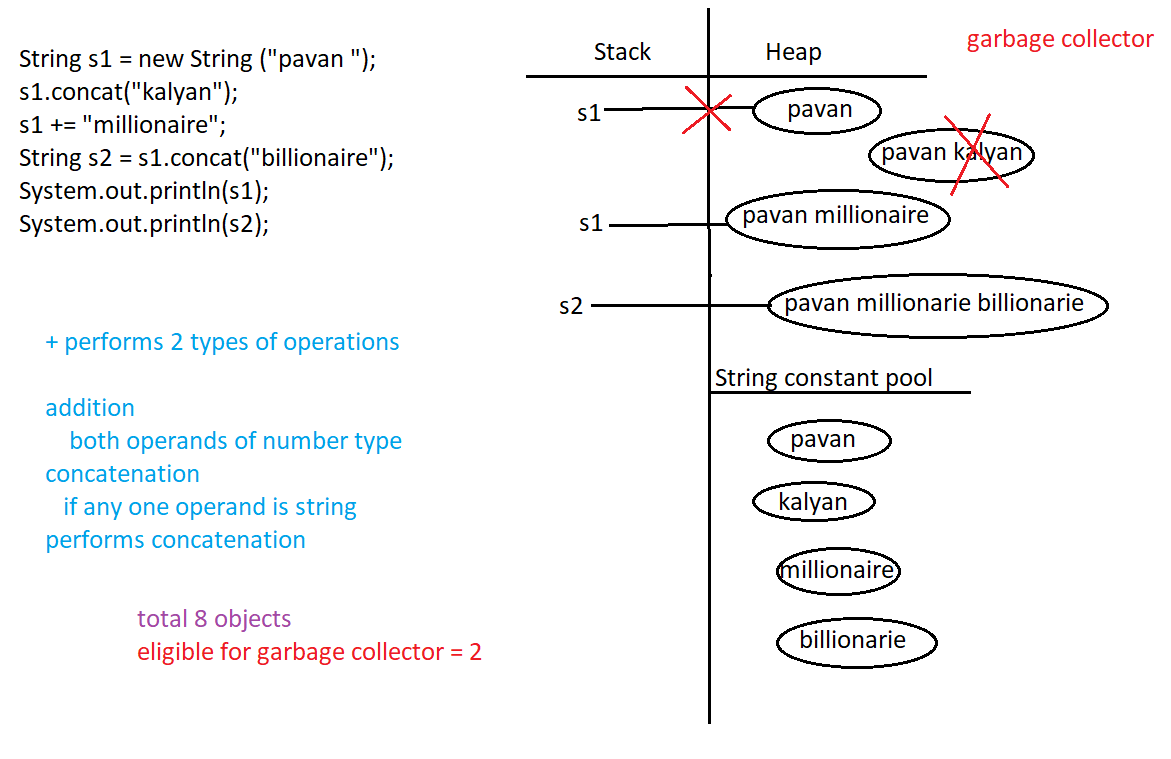 String s1 = new String ("pavan ");
s1.concat("kalyan");
s1 += "millionaire";
String s2 = s1.concat("billionaire");
System.out.println(s1);
System.out.println(s2);
+ performs 2 types of operations
addition
both operands of number type
concatenation
if any one operand is string
performs concatenation
total 8 objects
eligible for garbage collector = 2
Stack
Heap
garbage collector
s1
pavan
pavan kalyan
s1
pavan millionaire
s2
pavan millionarie billionarie
String constant pool
pavan
kalyan
millionaire
billionarie